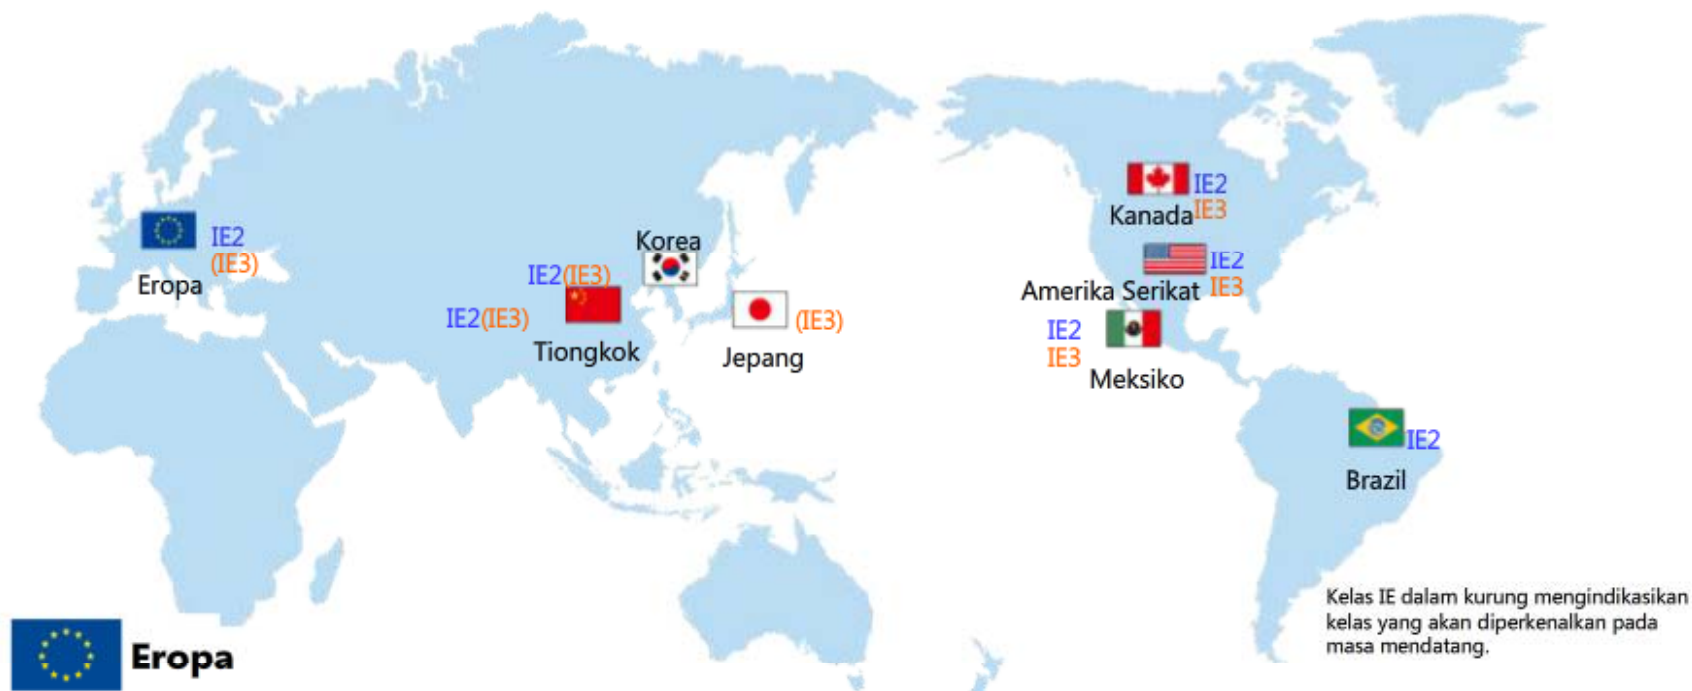 IE2
IE3
Kanada
IE2
(IE3)
Eropa
Korea
IE2(IE3)
IE2(IE3)
Tiongkok
(IE3)
Jepang
IE2
IE3
Amerika Serikat
IE2
IE3
Meksiko
IE2
Brazil
Kelas IE dalam kurung mengindikasikan
kelas yang akan diperkenalkan pada
masa mendatang.
Eropa